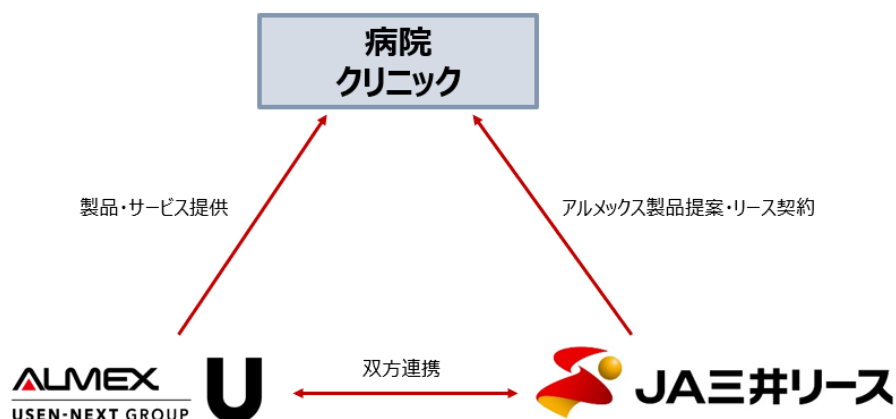 病院
クリニック
製品・サービス提供
アルメックス製品提案・リース契約
双方連携
ALMEX
USEN-NEXT GROUP
U
JA三井リース